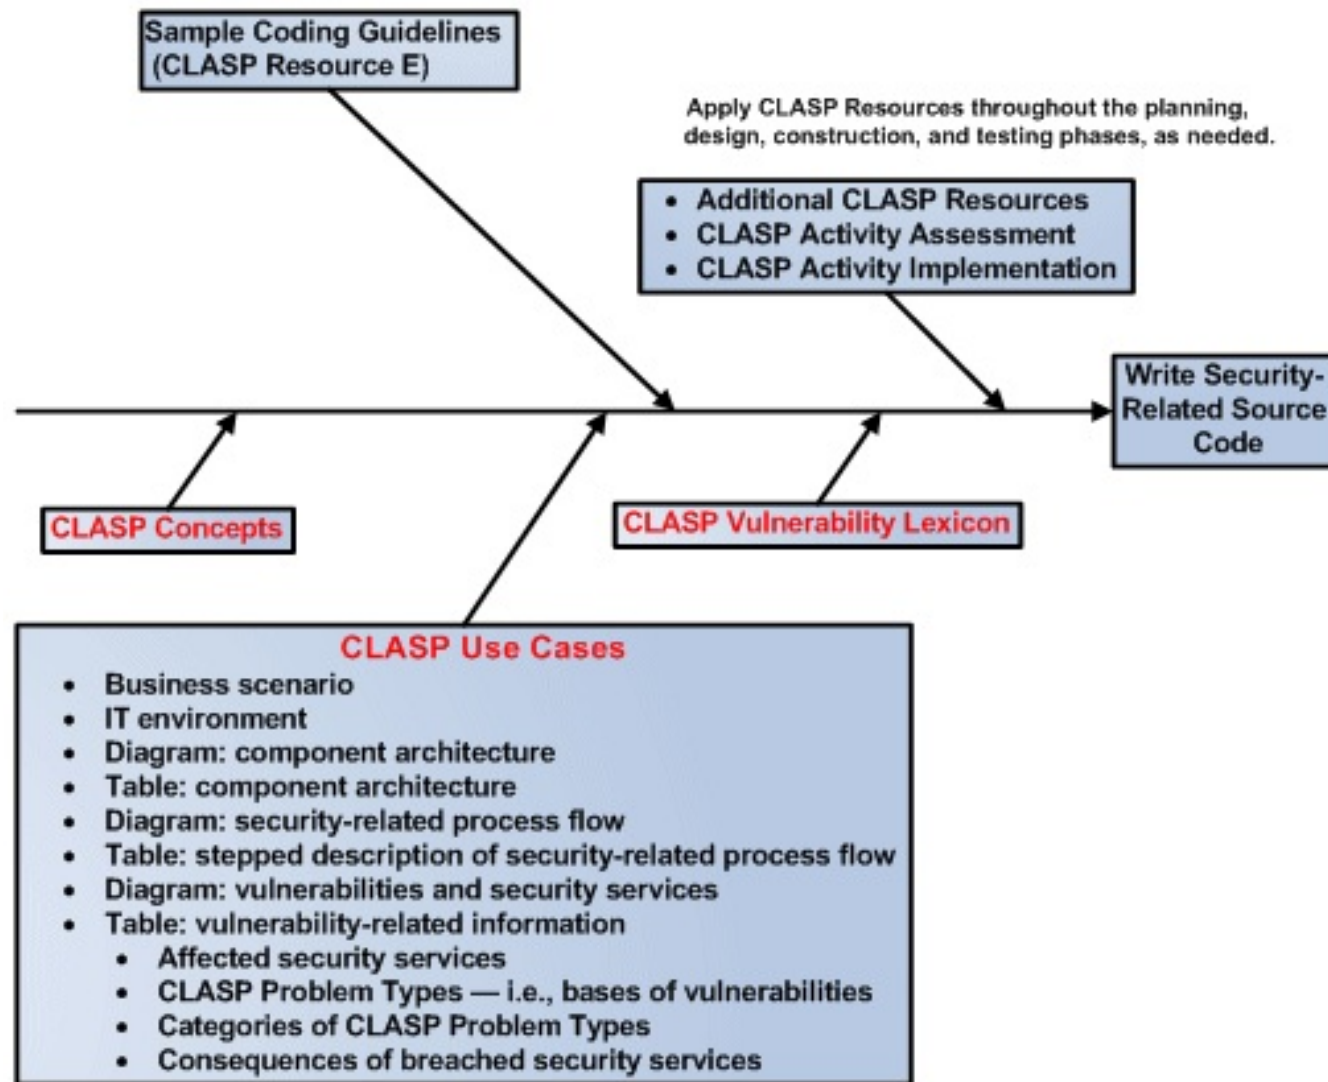 Sample Coding Guidelines
(CLASP Resource E)
Apply CLASP Resources throughout the planning,
design, construction, and testing phases, as needed.
• Additional CLASP Resources
• CLASP Activity Assessment
• CLASP Activity Implementation
Write Security-
Related Source
Code
CLASP Concepts
CLASP Vulnerability Lexicon
CLASP Use Cases
• Business scenario
• IT environment
• Diagram: component architecture
• Table: component architecture
• Diagram: security-related process flow
• Table: stepped description of security-related process flow
• Diagram: vulnerabilities and security services
• Table: vulnerability-related information
• Affected security services
• CLASP Problem Types — i.e., bases of vulnerabilities
• Categories of CLASP Problem Types
• Consequences of breached security services